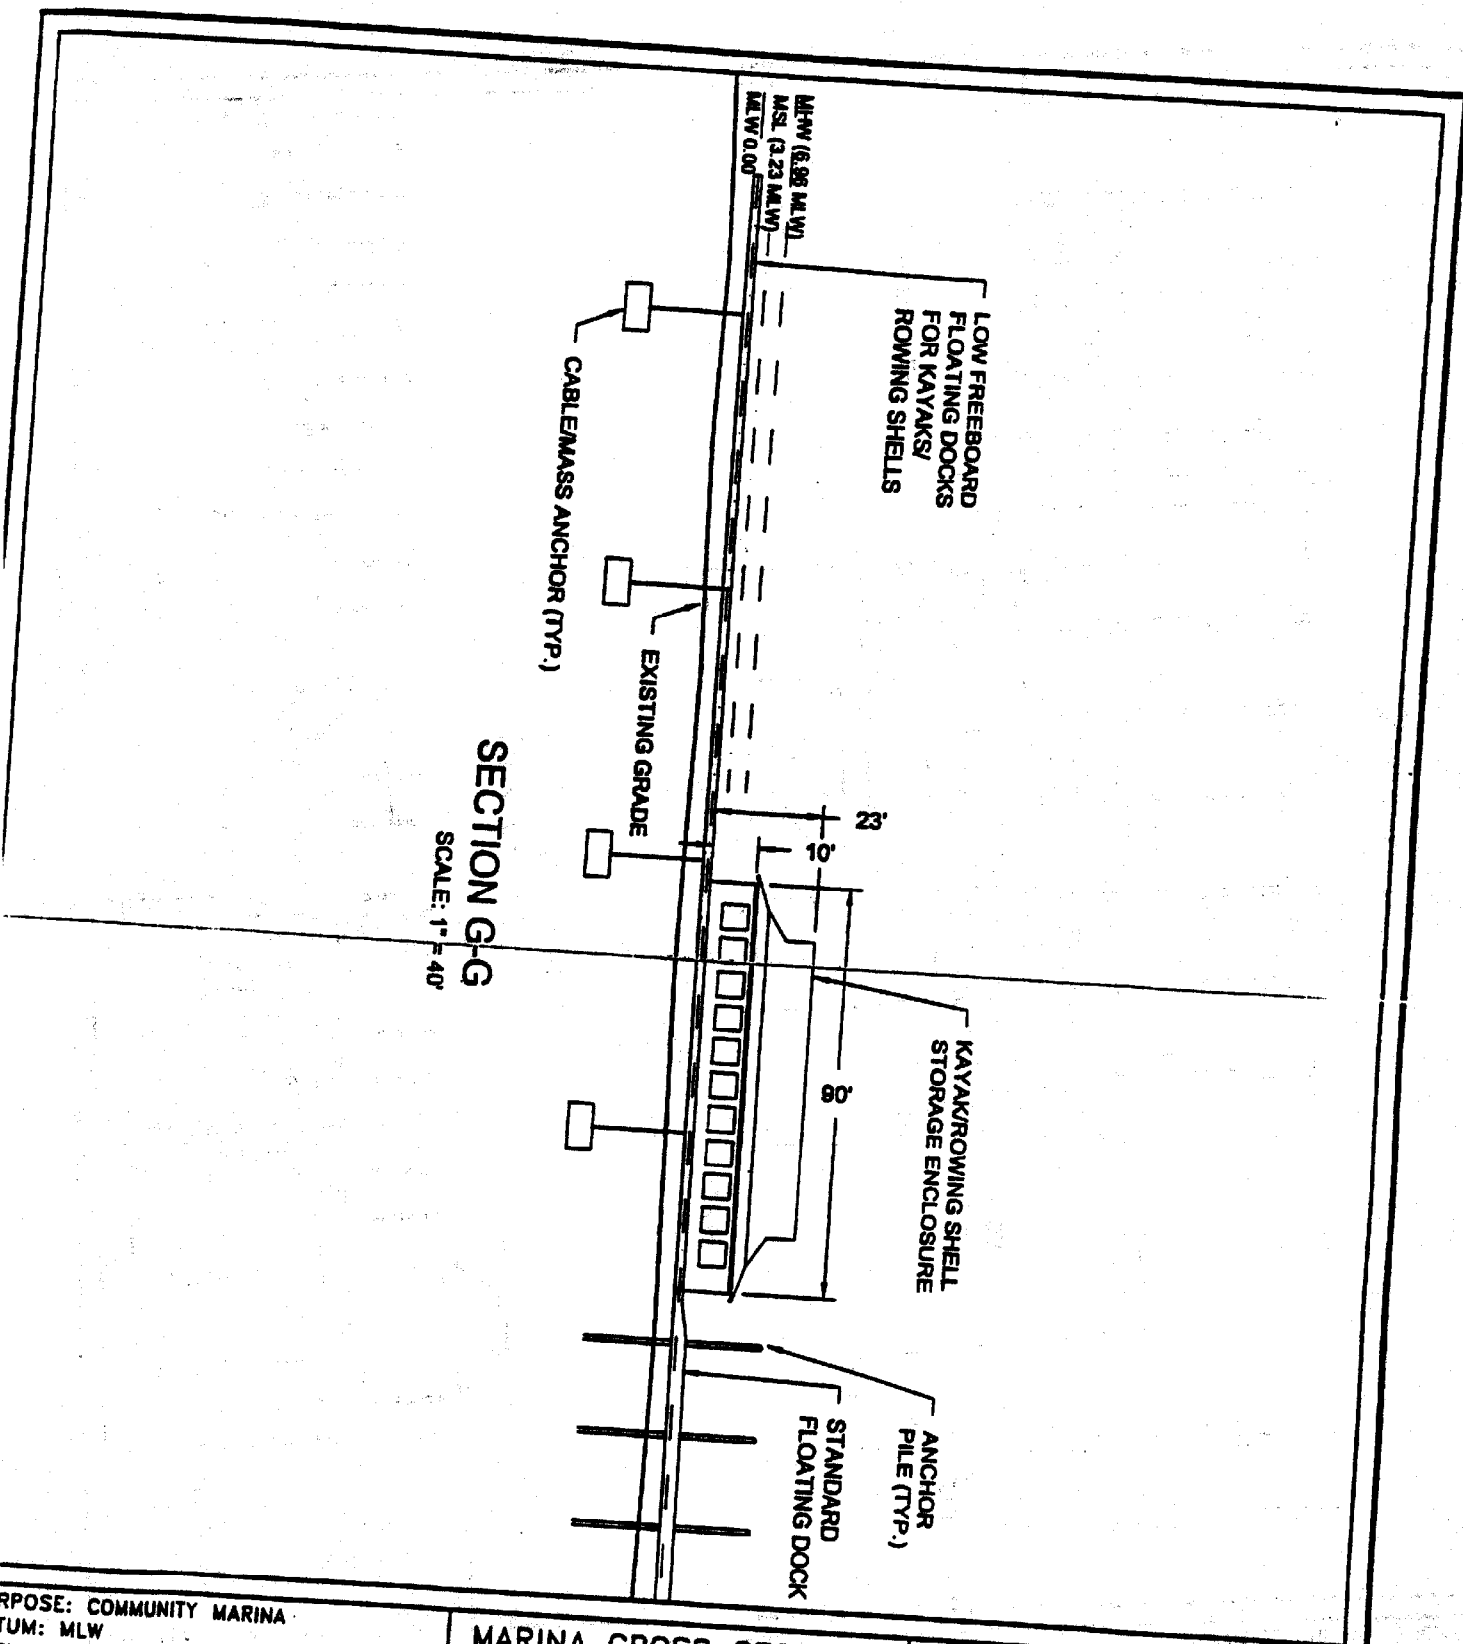 MHW (6.96 MLW)
MSL (3.23 MLW)
MLW 0.00
LOW FREEBOARD
FLOATING DOCKS
FOR KAYAKS/
ROWING SHELLS
CABLE/MASS ANCHOR (TYP.)
EXISTING GRADE
23'
10'
90'
KAYAK/ROWING SHELL
STORAGE ENCLOSURE
ANCHOR
PILE (TYP.)
STANDARD
FLOATING DOCK
SECTION G-G
SCALE: 1" = 40'
RPOSE: COMMUNITY MARINA
TUM: MLW
MARINA